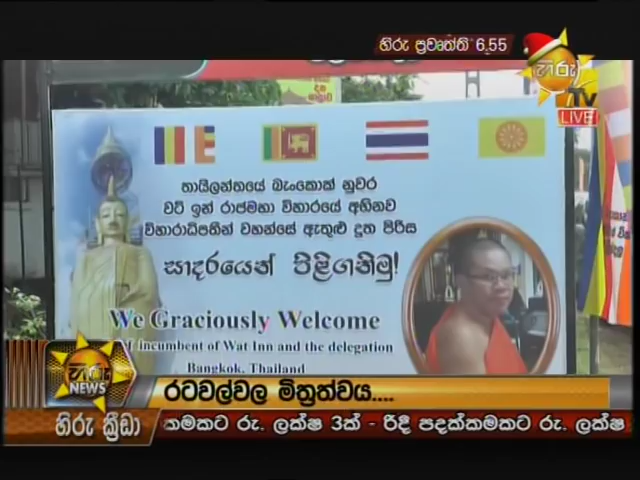 හිරු ප්‍රවෘත්ති 6.55
හිරු
TV
LIVE
තායිලන්තයේ බැංකොක් නුවර
වට් ඉන් රාජමහා විහාරයේ අභිනව
විහාරාධිපතීන් වහන්සේ ඇතුළු දූත පිරිස
සාදරයෙන් පිළිගනිමු!
We Graciously Welcome
incumbent of Wat Inn and the delegation
Bangkok, Thailand
හිරු
NEWS
රටවල්වල මිත්‍රත්වය....
හිරු ක්‍රීඩා
කමකට රු. ලක්ෂ 3ක් - රිදී පදක්කමකට රු. ලක්ෂ